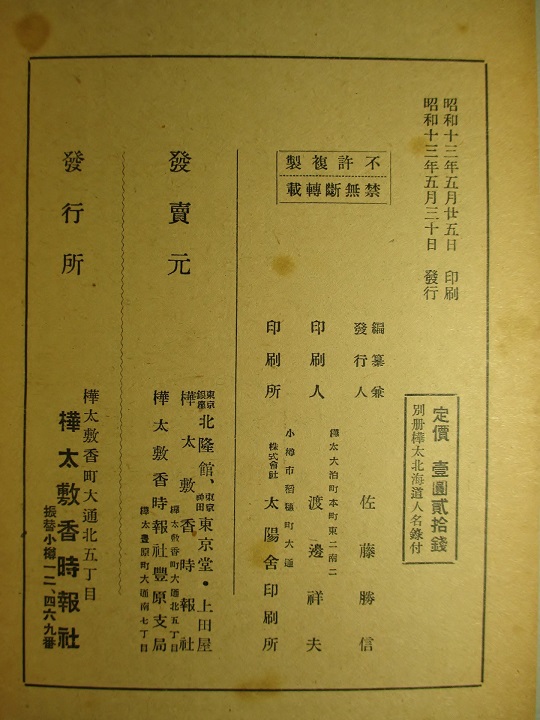 昭和十三年五月廿五日 印刷
昭和十三年五月三十日 發行
定價 壹圓貳拾錢
別册樺太北海道人名錄付
不許複製
禁無斷轉載
編纂兼
發行人 佐藤勝信
樺太大泊町本町東二南二
印刷人 渡邊祥夫
小樽市稻穗町大通
印刷所 株式會社 太陽舍印刷所
發賣元
東京銀座 北隆館、東京神田 東京堂・上田屋
樺太敷香町大通北五丁目
樺太敷香時報社
樺太敷香時報社豐原支局
樺太豐原町大通南七丁目
發行所
樺太敷香町大通北五丁目
樺太敷香時報社
振替小樽一二、四六九番